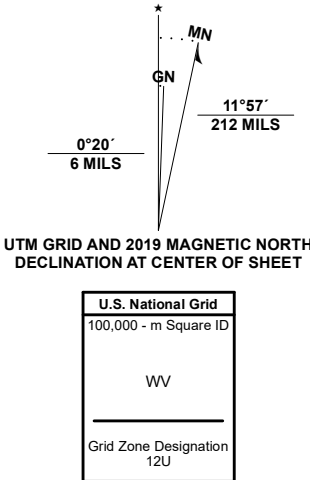 ★
MN
GN
11°57´
212 MILS
0°20´
6 MILS
UTM GRID AND 2019 MAGNETIC NORTH
DECLINATION AT CENTER OF SHEET
U.S. National Grid
100,000 - m Square ID
WV
Grid Zone Designation
12U